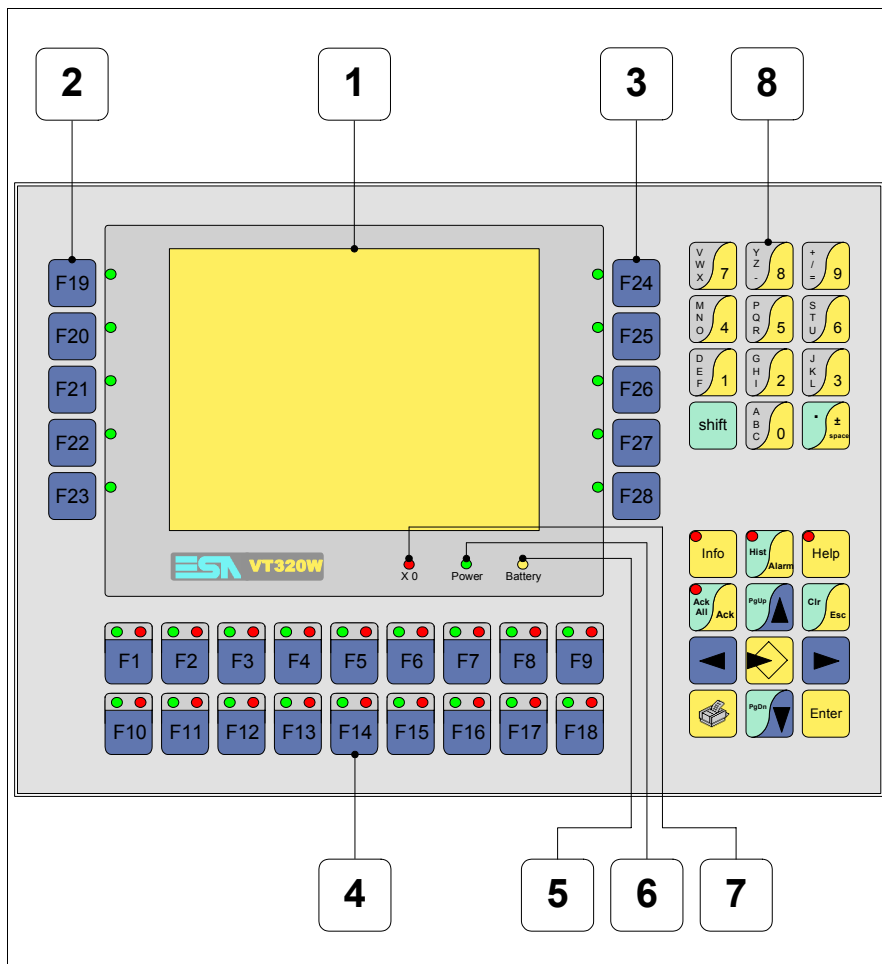 2 1 3 8
F19 F24 V W X 7 Y Z - 8 + / = 9
F20 F25 M N O 4 P Q R 5 S T U 6
F21 F26 D E F 1 G H I 2 J K L 3
F22 F27 shift A B C 0 . ± space
F23 F28
ESA VT320W X 0 Power Battery
Info Hist Alarm Help
Ack All Ack PgUp Clr Esc
F1 F2 F3 F4 F5 F6 F7 F8 F9
F10 F11 F12 F13 F14 F15 F16 F17 F18 PgDn Enter
4 5 6 7